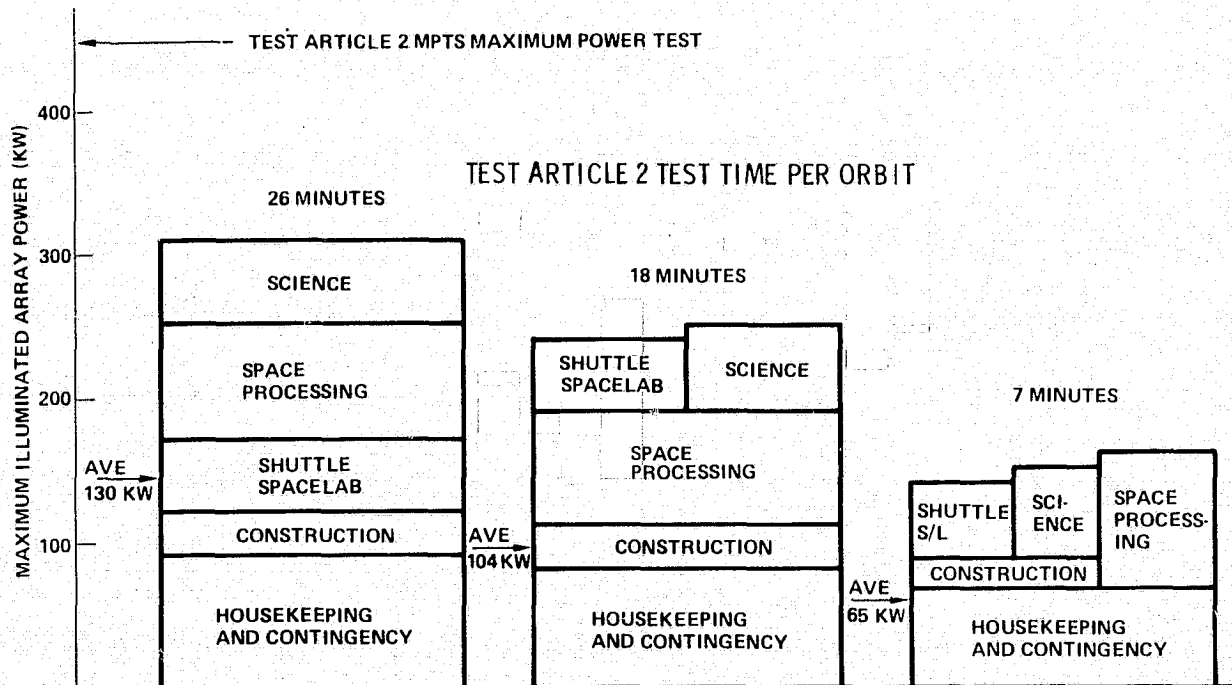 TEST ARTICLE 2 MPTS MAXIMUM POWER TEST
MAXIMUM ILLUMINATED ARRAY POWER (KW)
400
300
200
100
TEST ARTICLE 2 TEST TIME PER ORBIT
26 MINUTES
SCIENCE
SPACE
PROCESSING
SHUTTLE
SPACELAB
CONSTRUCTION
HOUSEKEEPING
AND CONTINGENCY
AVE
130 KW
18 MINUTES
SHUTTLE
SPACELAB
SCIENCE
SPACE
PROCESSING
CONSTRUCTION
HOUSEKEEPING
AND CONTINGENCY
AVE
104 KW
7 MINUTES
SHUTTLE
S/L
SCI-
ENCE
SPACE
PROCESS-
ING
CONSTRUCTION
HOUSEKEEPING
AND CONTINGENCY
AVE
65 KW